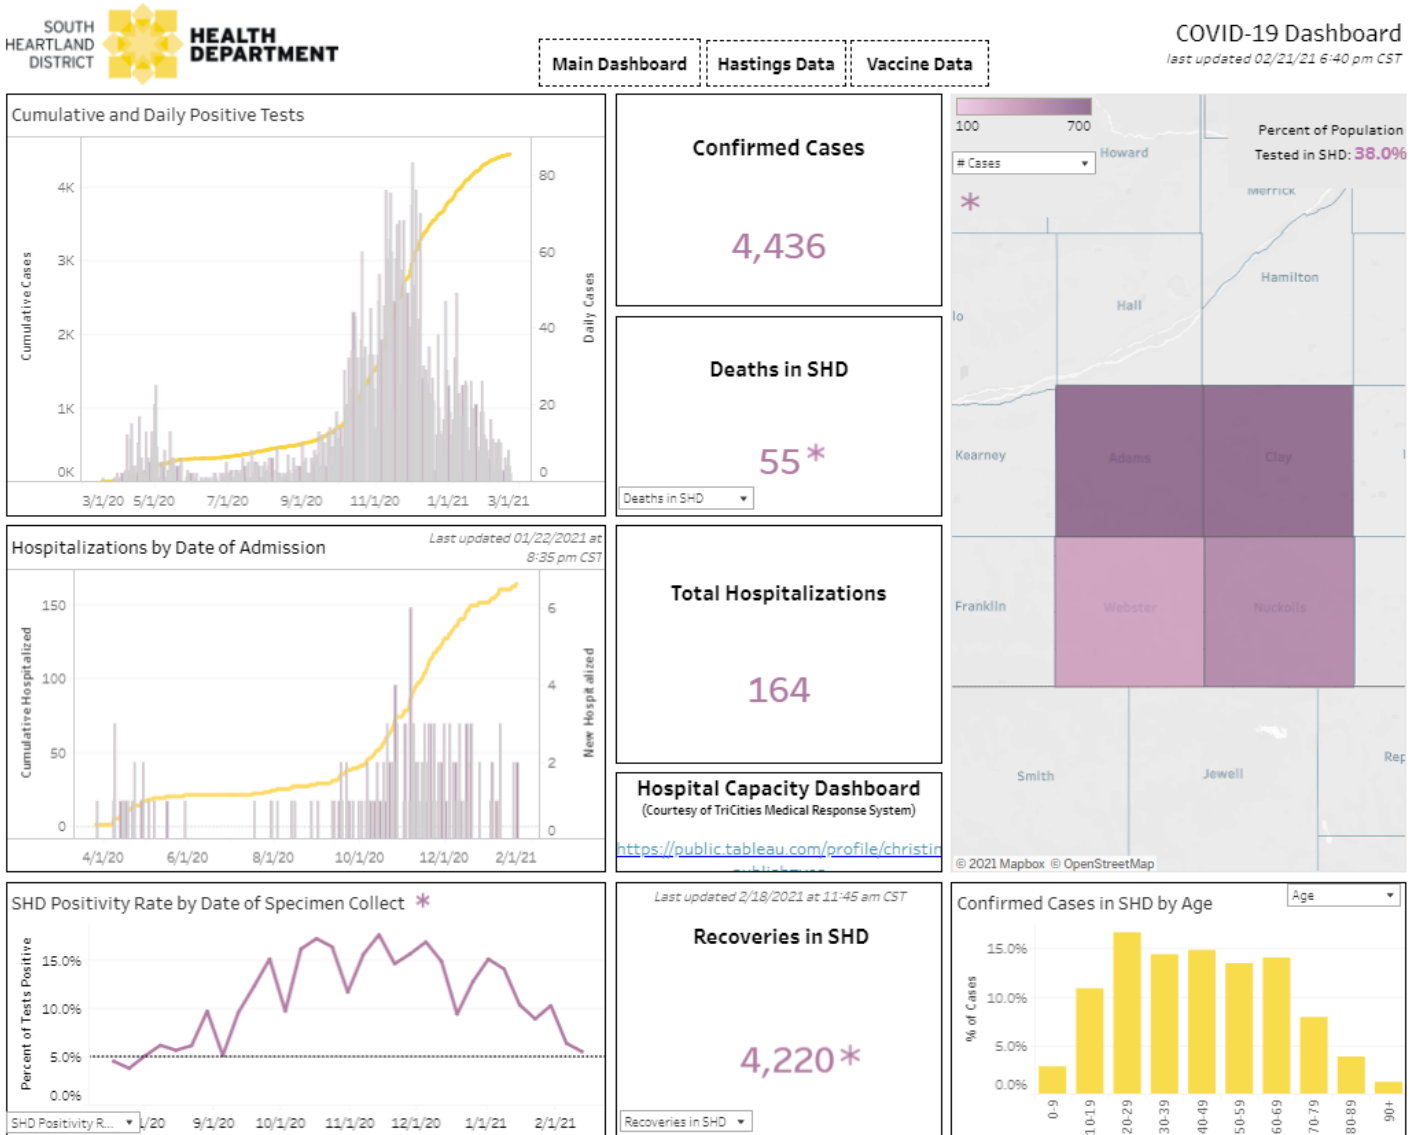 SOUTH
HEARTLAND
DISTRICT
HEALTH
DEPARTMENT
Main Dashboard
Hastings Data
Vaccine Data
COVID-19 Dashboard
last updated 02/21/21 6:40 pm CST
Cumulative and Daily Positive Tests
Cumulative Cases
4K
3K
2K
1K
0K
80
60
40
20
0
Daily Cases
3/1/20 5/1/20 7/1/20 9/1/20 11/1/20 1/1/21 3/1/21
Confirmed Cases
4,436
Deaths in SHD
55*
Deaths in SHD
100 700
# Cases
*
Percent of Population
Tested in SHD: 38.0%
Howard
Merrick
Hamilton
Hall
lo
Kearney
Adams
Clay
Franklin
Webster
Nuckolls
Smith
Jewell
Rep
© 2021 Mapbox © OpenStreetMap
Hospitalizations by Date of Admission
Last updated 01/22/2021 at
8:35 pm CST
Cumulative Hospitalized
150
100
50
0
6
4
2
0
New Hospitalized
4/1/20 6/1/20 8/1/20 10/1/20 12/1/20 2/1/21
Total Hospitalizations
164
Hospital Capacity Dashboard
(Courtesy of TriCities Medical Response System)
https://public.tableau.com/profile/christin
SHD Positivity Rate by Date of Specimen Collect *
Percent of Tests Positive
15.0%
10.0%
5.0%
0.0%
SHD Positivity R...
1/20 9/1/20 10/1/20 11/1/20 12/1/20 1/1/21 2/1/21
Last updated 2/18/2021 at 11:45 am CST
Recoveries in SHD
4,220*
Recoveries in SHD
Confirmed Cases in SHD by Age
Age
% of Cases
15.0%
10.0%
5.0%
0.0%
0-9
10-19
20-29
30-39
40-49
50-59
60-69
70-79
80-89
90+